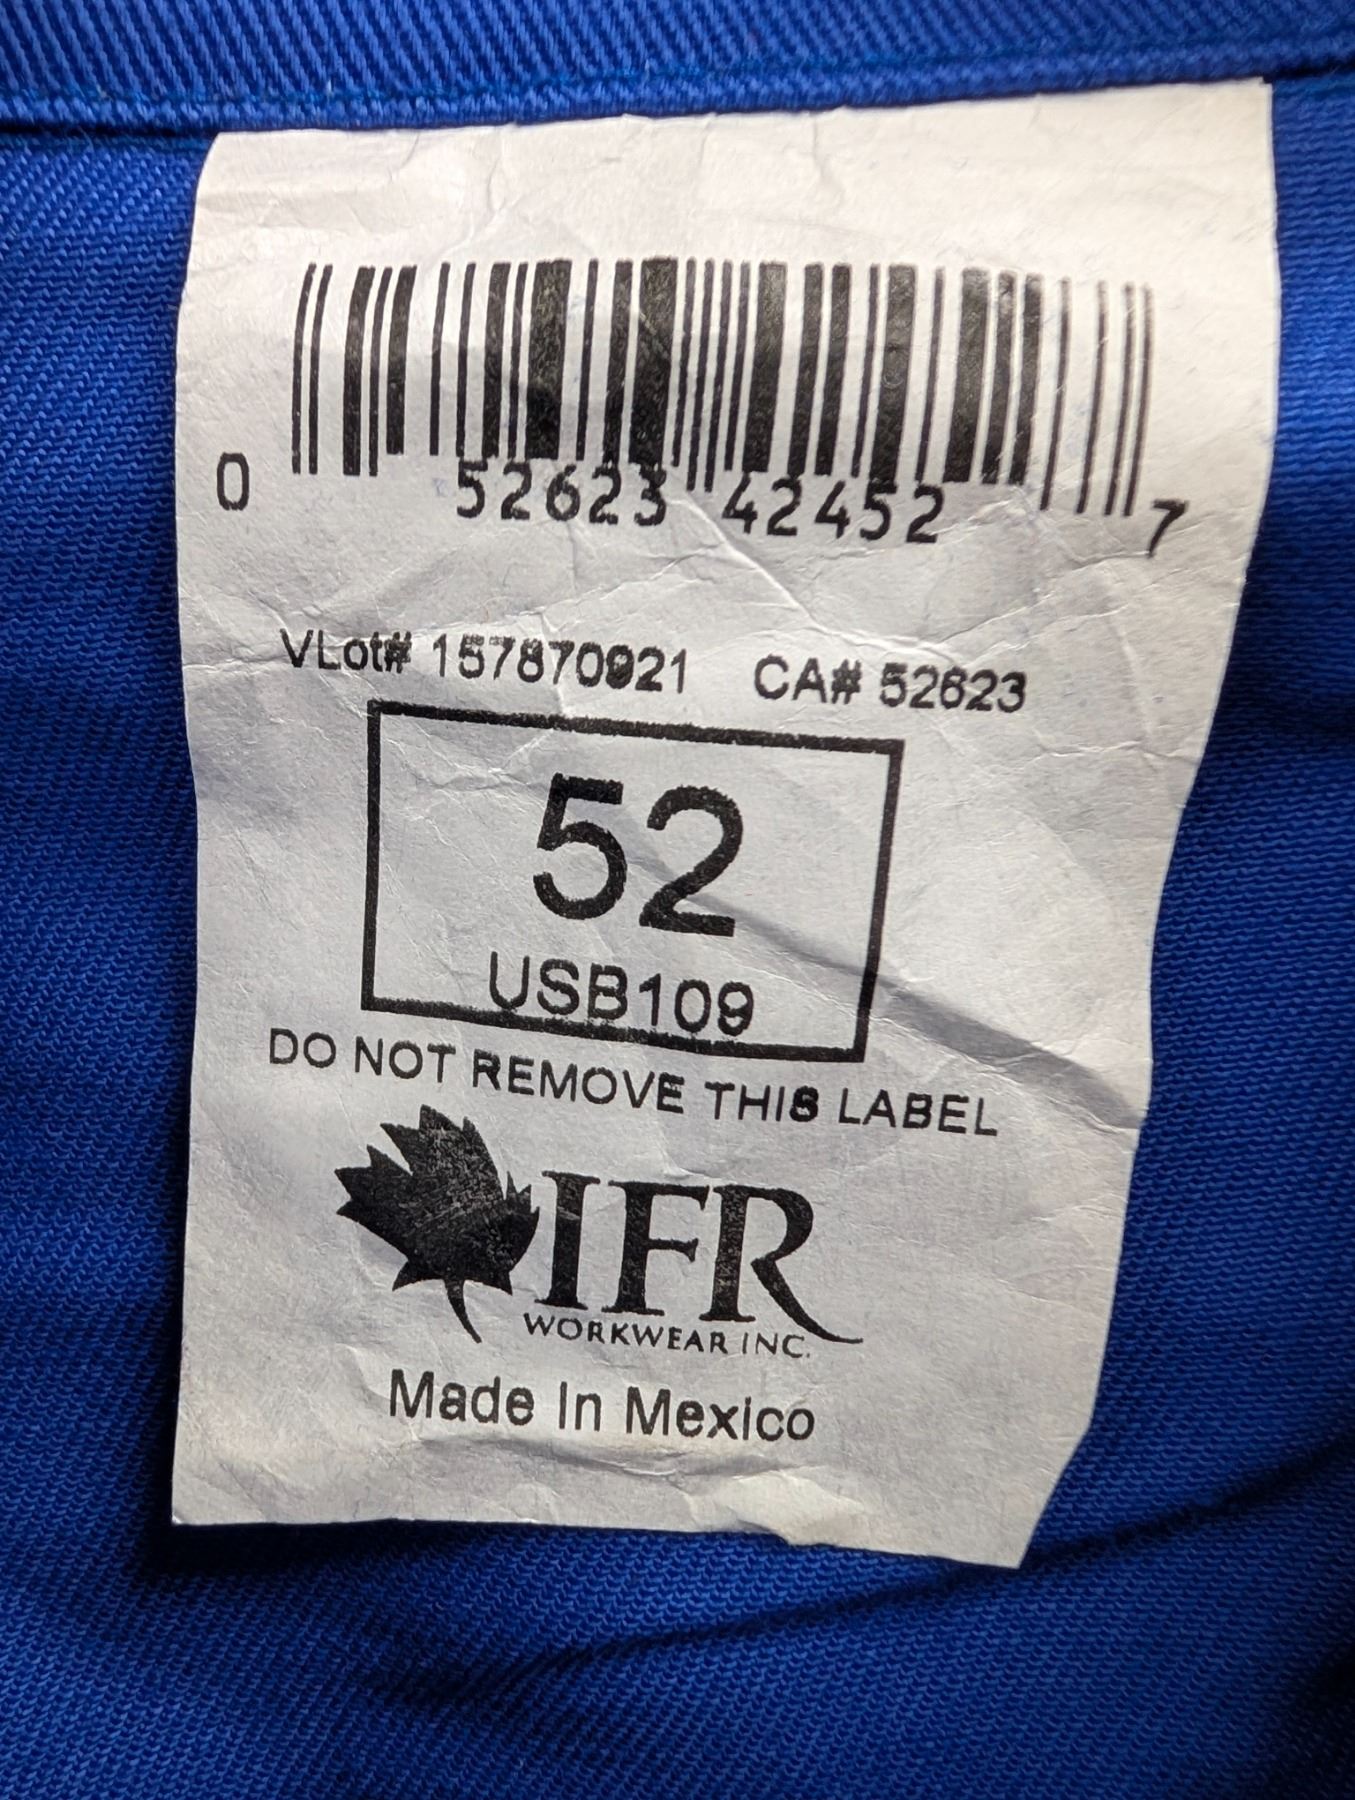 0 52623 42452 7
VLot# 157870921 CA# 52623
52
USB109
DO NOT REMOVE THIS LABEL
IFR
WORKWEAR INC.
Made In Mexico